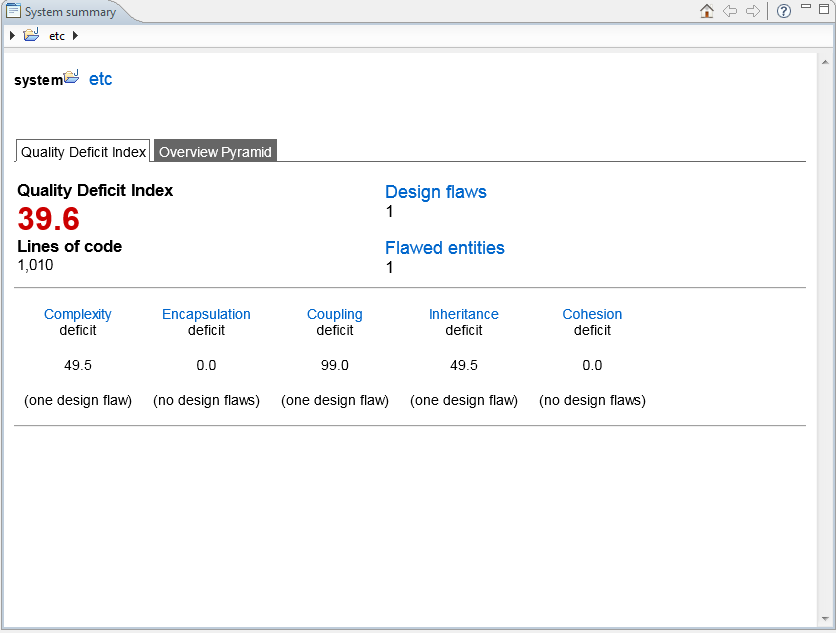 System summary
etc
system etc
Quality Deficit Index Overview Pyramid
Quality Deficit Index
39.6
Lines of code
1,010
Design flaws
1
Flawed entities
1
Complexity
deficit
49.5
(one design flaw)
Encapsulation
deficit
0.0
(no design flaws)
Coupling
deficit
99.0
(one design flaw)
Inheritance
deficit
49.5
(one design flaw)
Cohesion
deficit
0.0
(no design flaws)